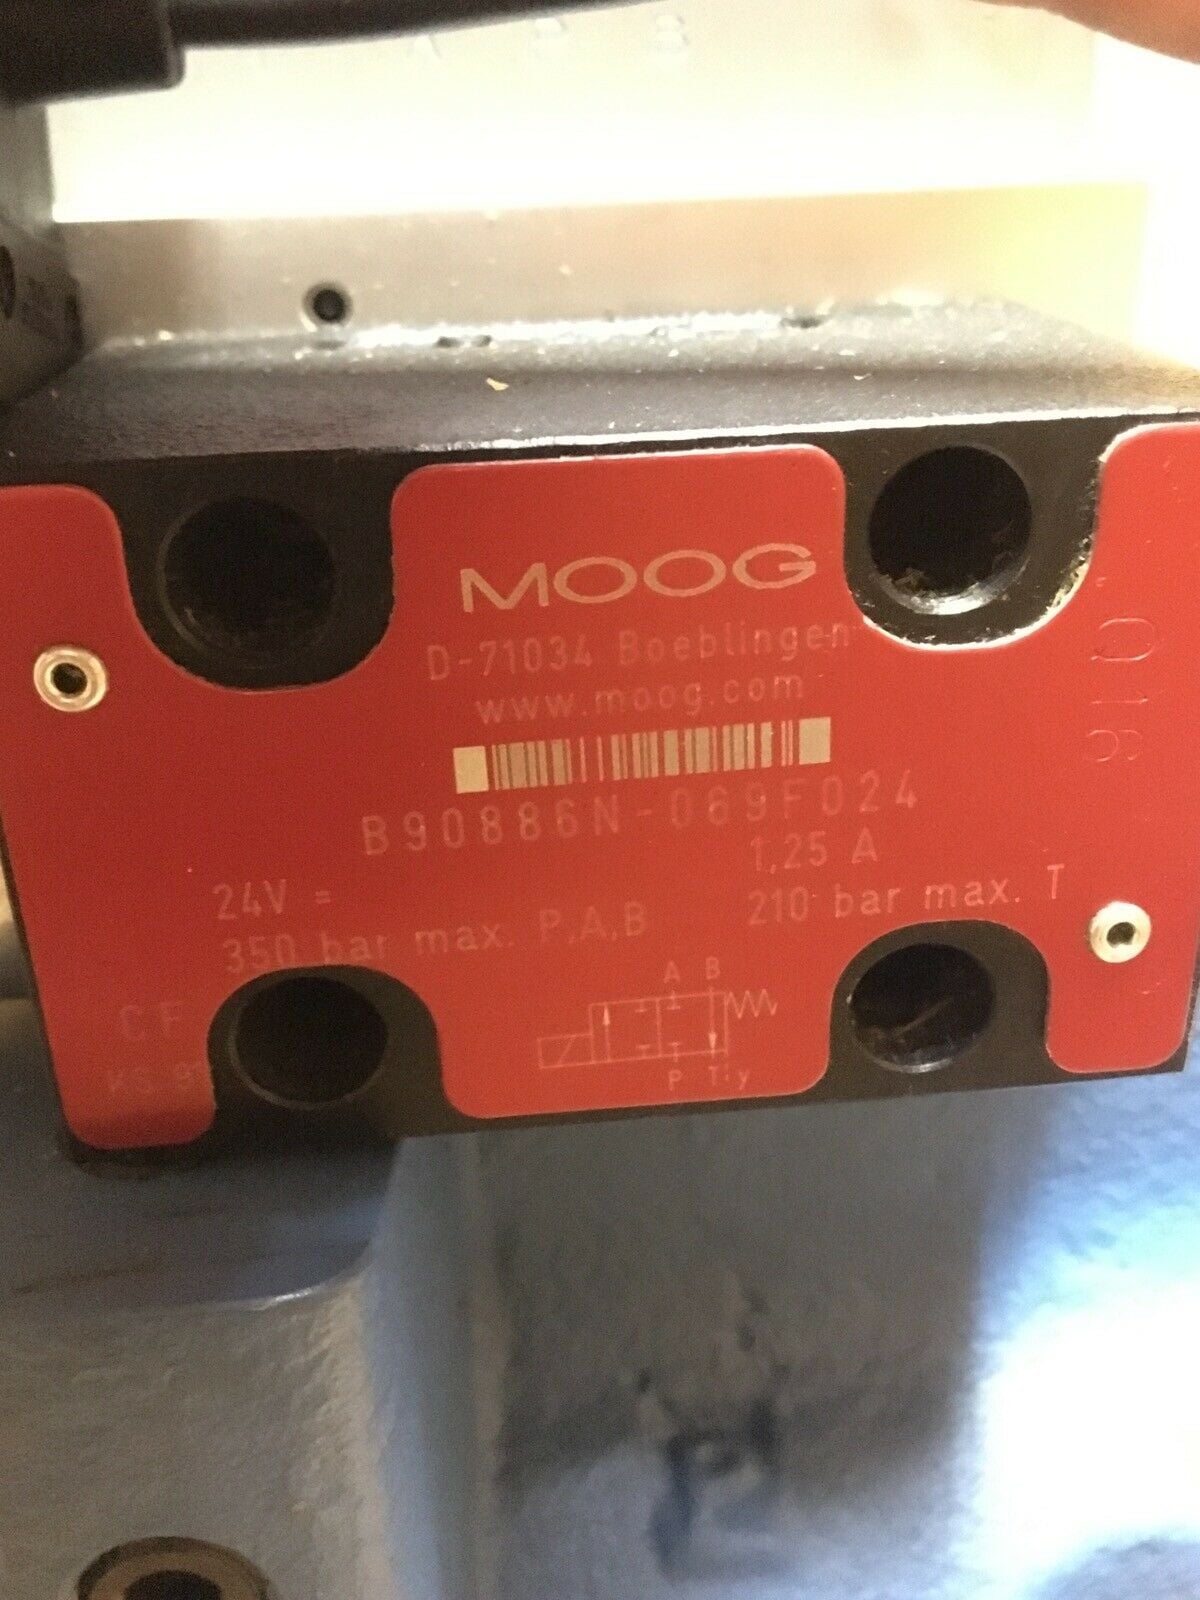 MOOG
D-71034 Boeblingen
www.moog.com
B90886N-069F024
1,25 A
24V =
210 bar max. T
350 bar max. P,A,B
A B
P T y